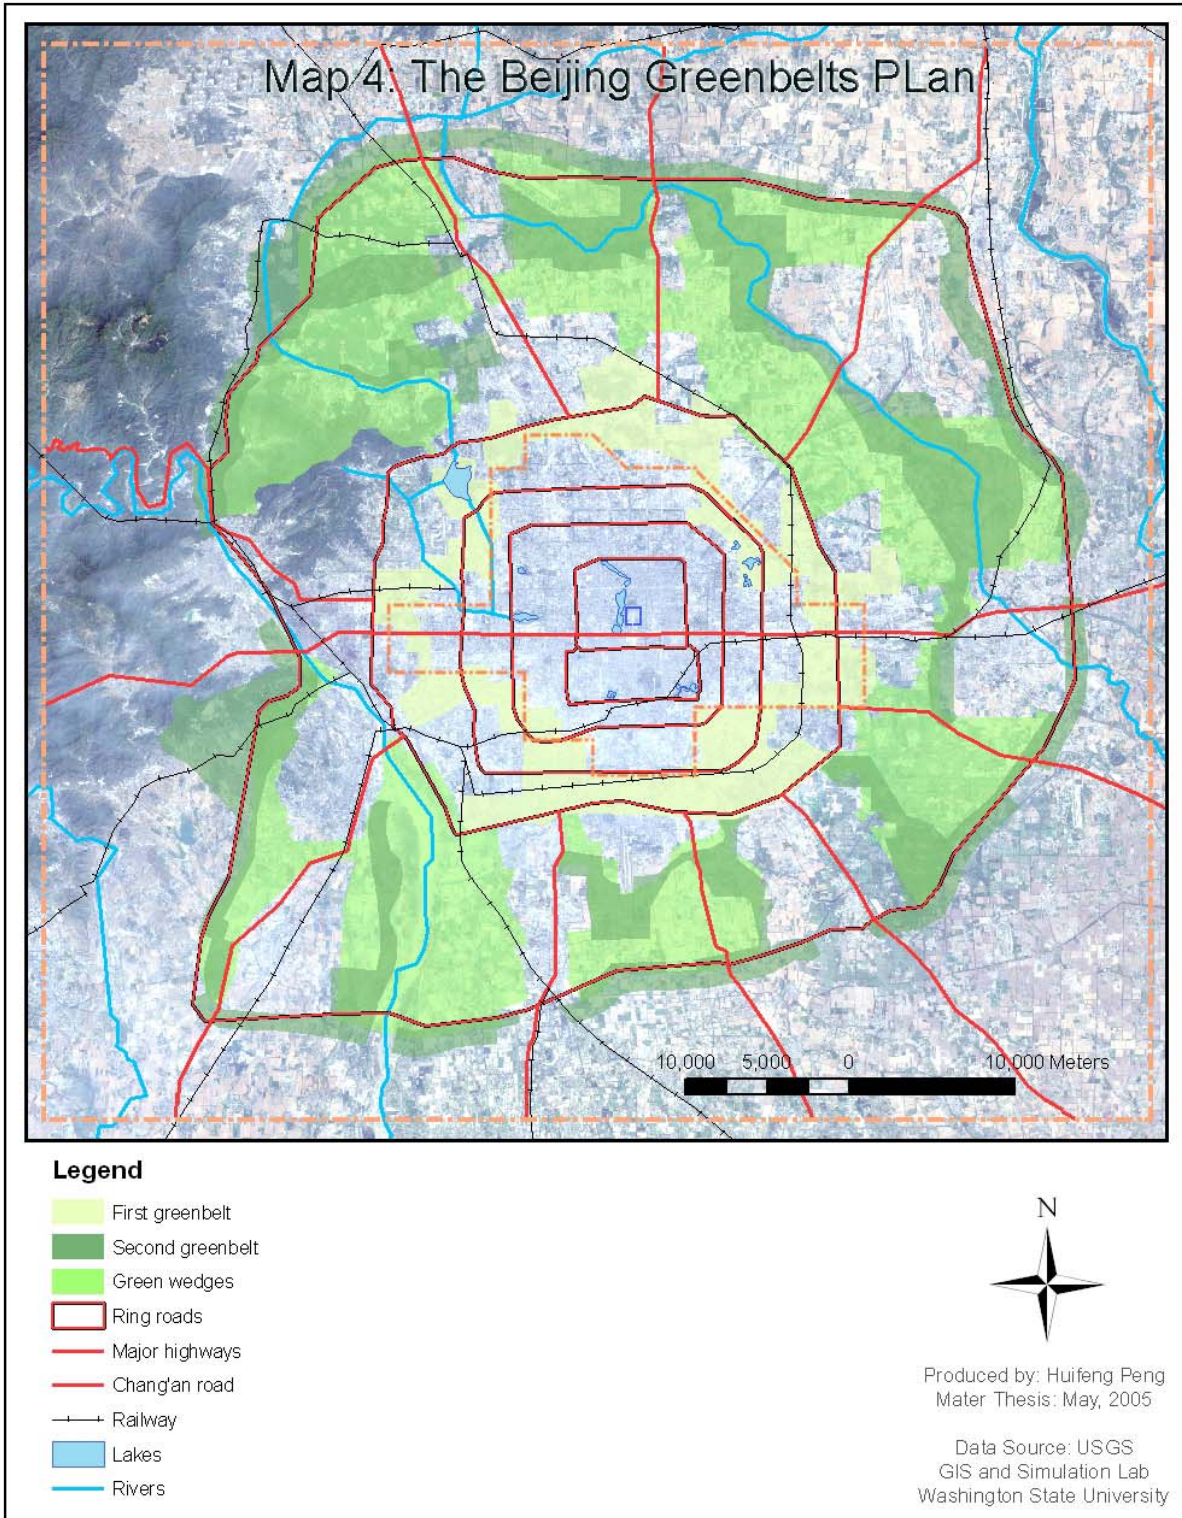 Map 4. The Beijing Greenbelts PLan
10,000 5,000 0 10,000 Meters
Legend
First greenbelt
Second greenbelt
Green wedges
Ring roads
Major highways
Chang'an road
Railway
Lakes
Rivers
N
Produced by: Huifeng Peng
Mater Thesis: May, 2005
Data Source: USGS
GIS and Simulation Lab
Washington State University